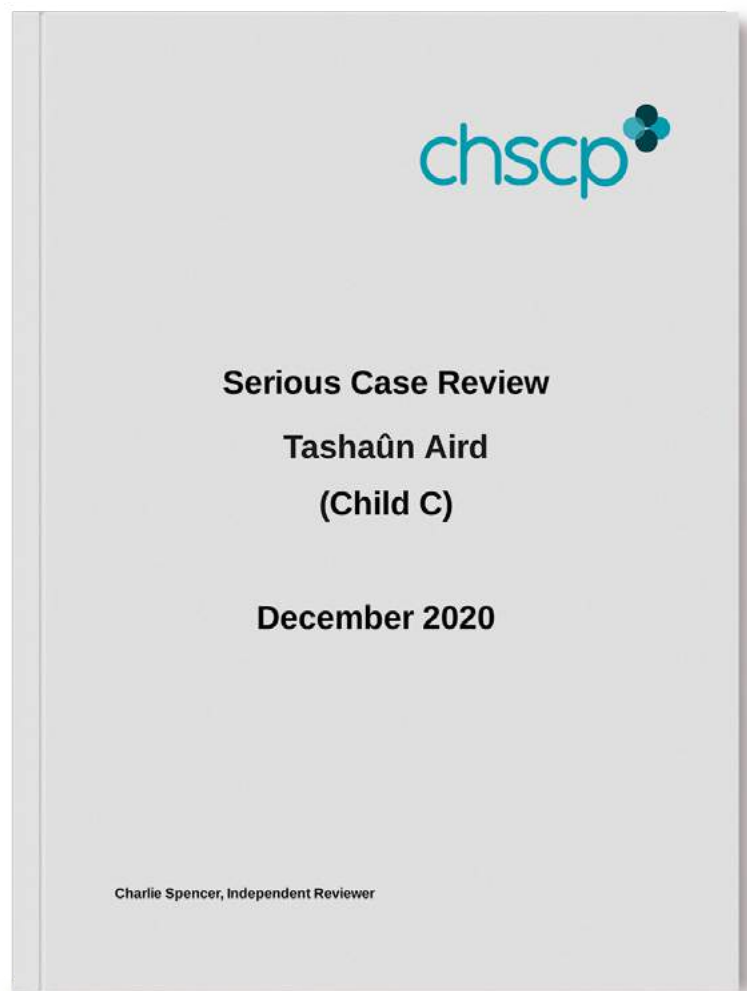 chscp
Serious Case Review
Tashaûn Aird
(Child C)
December 2020
Charlie Spencer, Independent Reviewer